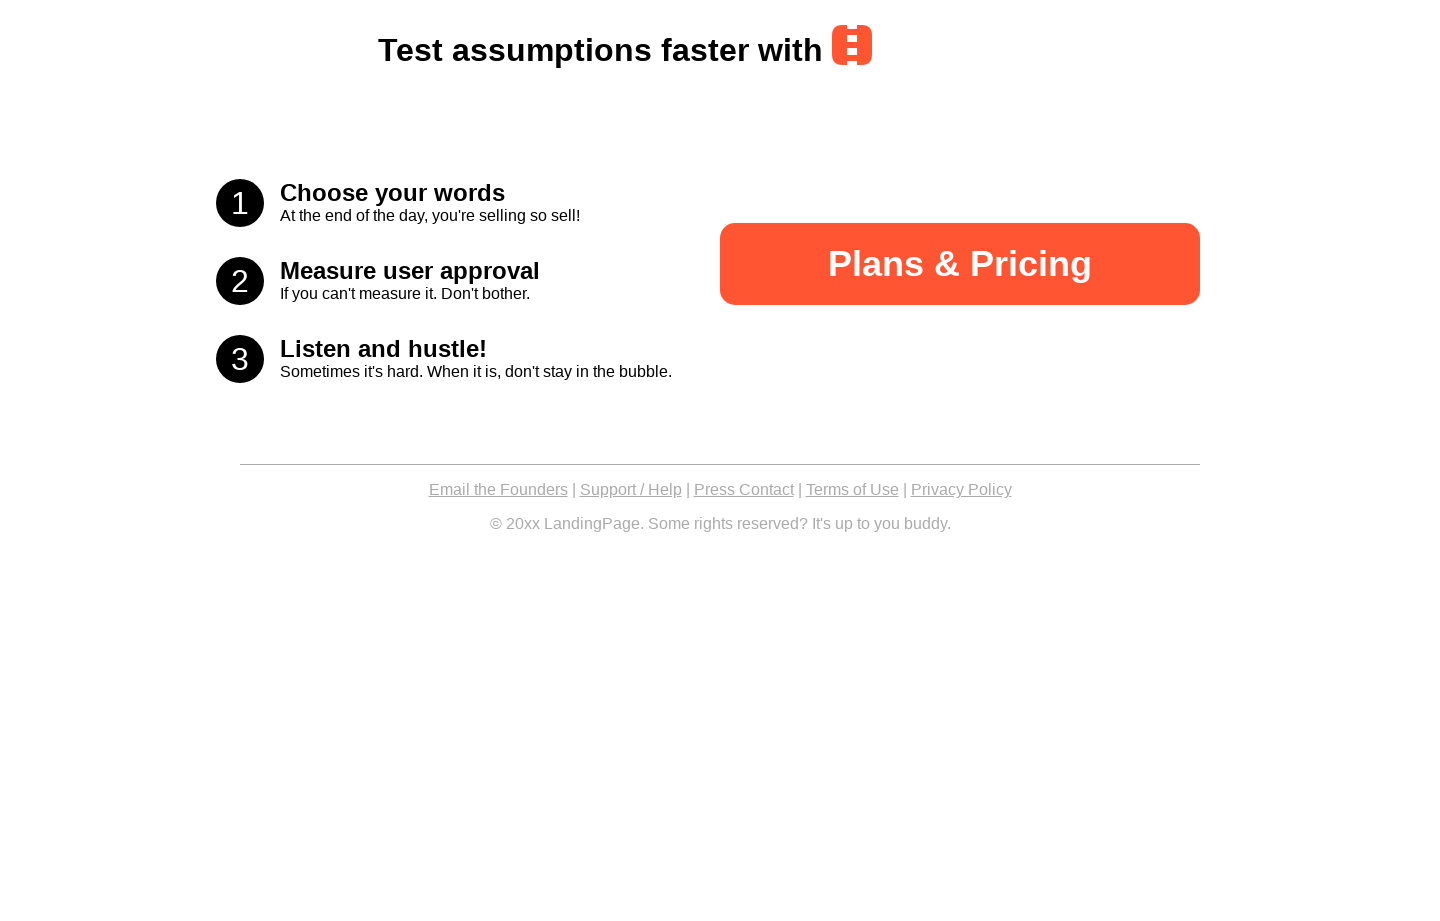 Test assumptions faster with
1
Choose your words
At the end of the day, you're selling so sell!
2
Measure user approval
If you can't measure it. Don't bother.
3
Listen and hustle!
Sometimes it's hard. When it is, don't stay in the bubble.
Plans & Pricing
Email the Founders | Support / Help | Press Contact | Terms of Use | Privacy Policy
© 20xx LandingPage. Some rights reserved? It's up to you buddy.